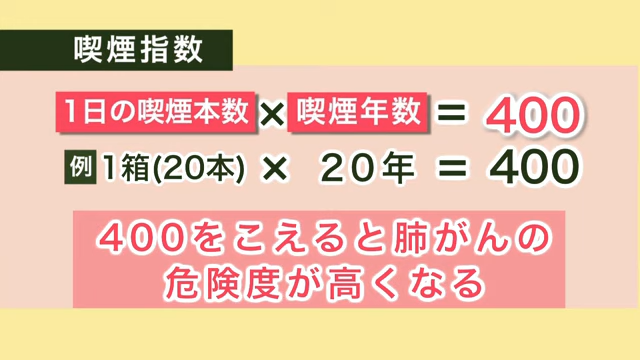 喫煙指数
1日の喫煙本数×喫煙年数=400
例 1箱(20本) × 20年 = 400
400をこえると肺がんの
危険度が高くなる